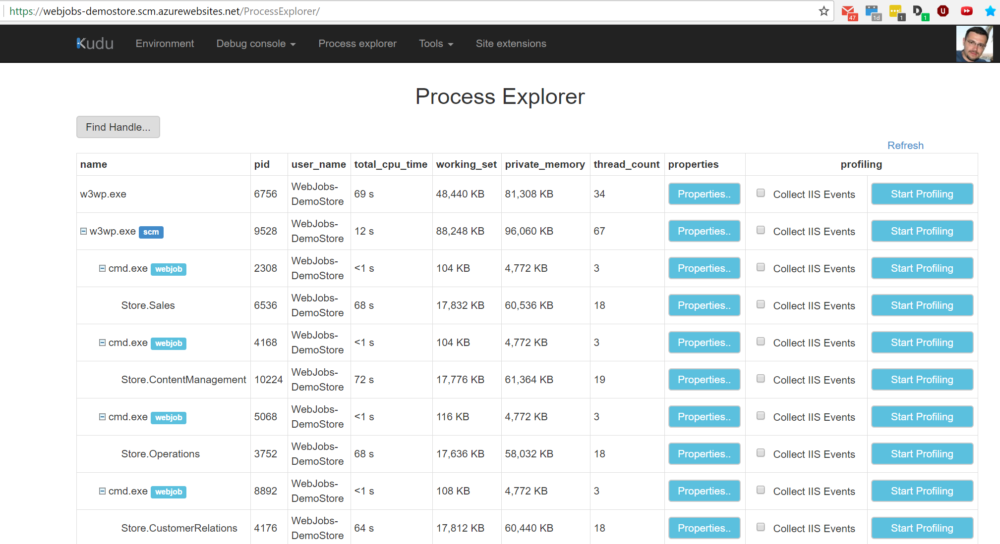 https://webjobs-demostore.scm.azurewebsites.net/ProcessExplorer/
47 1d 1 D 1 U
Kudu Environment Debug console Process explorer Tools Site extensions
Process Explorer
Find Handle...
Refresh
name pid user_name total_cpu_time working_set private_memory thread_count properties profiling
w3wp.exe 6756 WebJobs-DemoStore 69 s 48,440 KB 81,308 KB 34 Properties.. Collect IIS Events Start Profiling
w3wp.exe scm 9528 WebJobs-DemoStore 12 s 88,248 KB 96,060 KB 67 Properties.. Collect IIS Events Start Profiling
cmd.exe webjob 2308 WebJobs-DemoStore <1 s 104 KB 4,772 KB 3 Properties.. Collect IIS Events Start Profiling
Store.Sales 6536 WebJobs-DemoStore 68 s 17,832 KB 60,536 KB 18 Properties.. Collect IIS Events Start Profiling
cmd.exe webjob 4168 WebJobs-DemoStore <1 s 104 KB 4,772 KB 3 Properties.. Collect IIS Events Start Profiling
Store.ContentManagement 10224 WebJobs-DemoStore 72 s 17,776 KB 61,364 KB 19 Properties.. Collect IIS Events Start Profiling
cmd.exe webjob 5068 WebJobs-DemoStore <1 s 116 KB 4,772 KB 3 Properties.. Collect IIS Events Start Profiling
Store.Operations 3752 WebJobs-DemoStore 68 s 17,636 KB 58,032 KB 18 Properties.. Collect IIS Events Start Profiling
cmd.exe webjob 8892 WebJobs-DemoStore <1 s 108 KB 4,772 KB 3 Properties.. Collect IIS Events Start Profiling
Store.CustomerRelations 4176 WebJobs-DemoStore 64 s 17,812 KB 60,440 KB 18 Properties.. Collect IIS Events Start Profiling